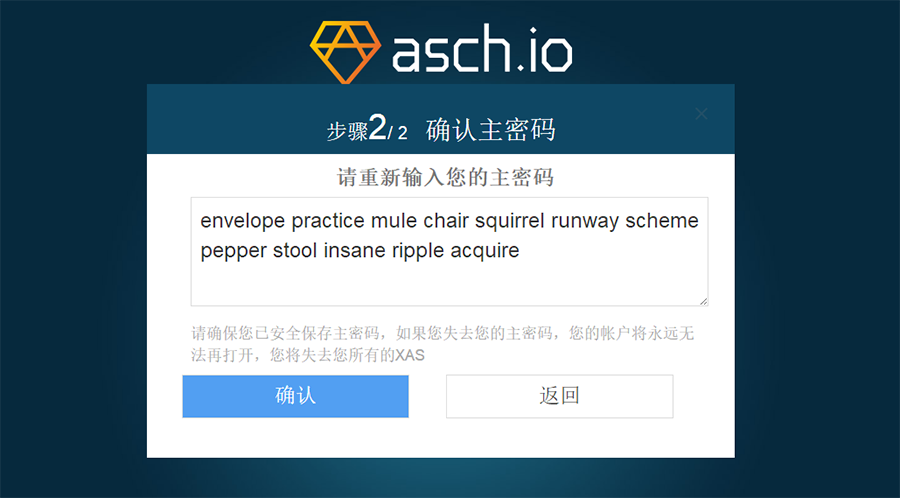 asch.io
步骤2/ 2 确认主密码
×
请重新输入您的主密码
envelope practice mule chair squirrel runway scheme
pepper stool insane ripple acquire
请确保您已安全保存主密码，如果您失去您的主密码，您的帐户将永远无
法再打开，您将失去您所有的XAS
确认 返回